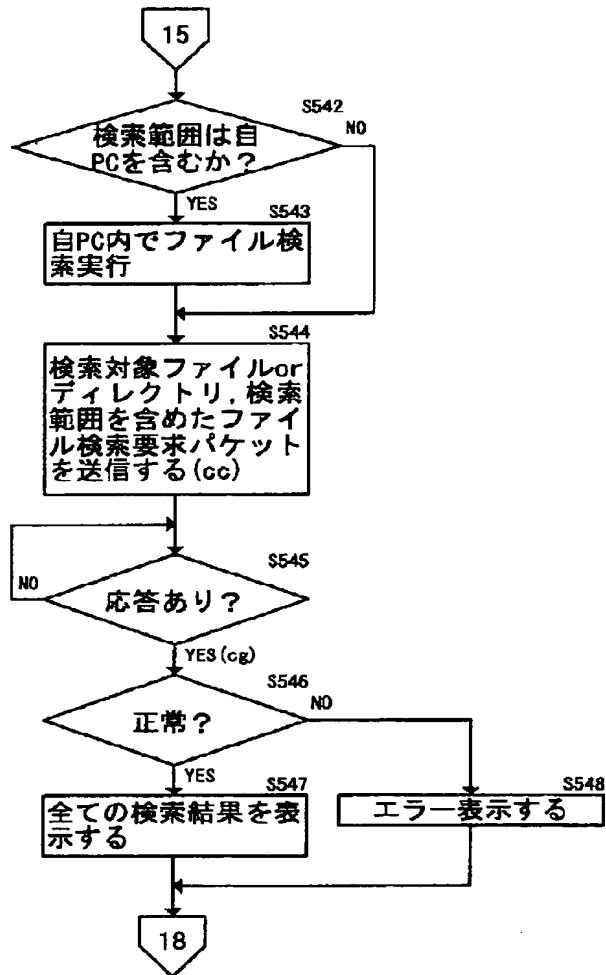 15
S542
検索範囲は自
PCを含むか？
NO
YES
S543
自PC内でファイル検
索実行
S544
検索対象ファイルor
ディレクトリ,検索
範囲を含めたファイ
ル検索要求パケット
を送信する(cc)
S545
NO
応答あり？
YES(cg)
S546
正常？
NO
YES
S547
全ての検索結果を表
示する
S548
エラー表示する
18